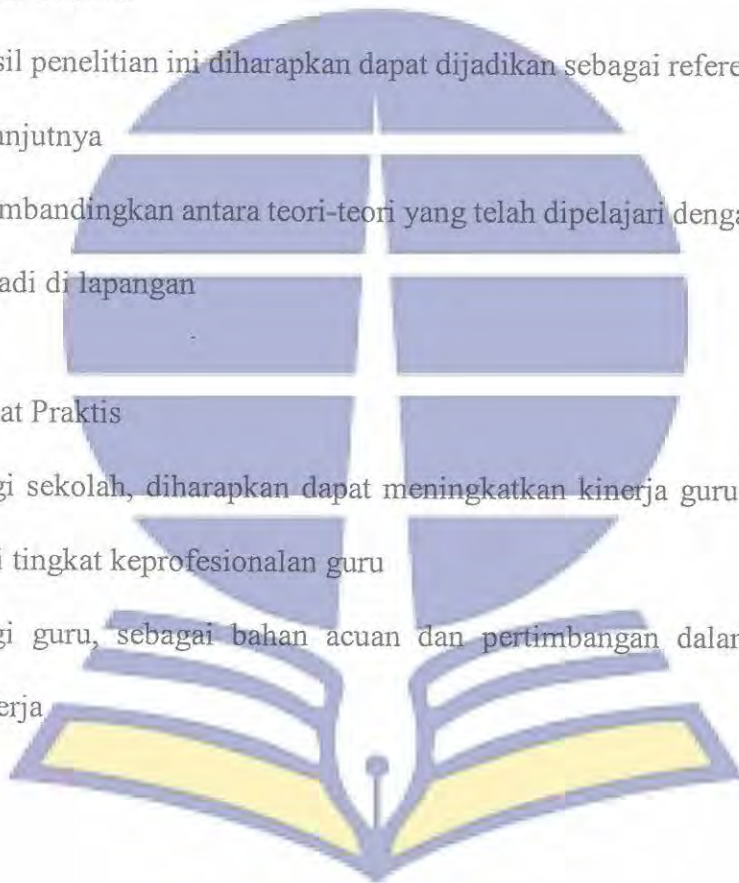 sil penelitian ini diharapkan dapat dijadikan sebagai refere
njutnya
mbandingkan antara teori-teori yang telah dipelajari denga
adi di lapangan
at Praktis
gi sekolah, diharapkan dapat meningkatkan kinerja guru
i tingkat keprofesionalan guru
gi guru, sebagai bahan acuan dan pertimbangan dalam
erja